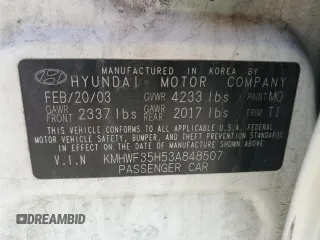 MANUFACTURED IN KOREA BY
HYUNDAI MOTOR COMPANY
FEB/20/03 GVWR 4233 lbs PAINT MO
GAWR FRONT 2337 lbs GAWR REAR 2017 lbs TRIM TI
THIS VEHICLE CONFORMS TO ALL APPLICABLE U.S.A. FEDERAL
MOTOR VEHICLE SAFETY, BUMPER, AND THEFT PREVENTION STANDARDS
IN EFFECT ON THE DATE OF MANUFACTURE SHOWN ABOVE.
V.I.N KMHWF35H53A848507
PASSENGER CAR